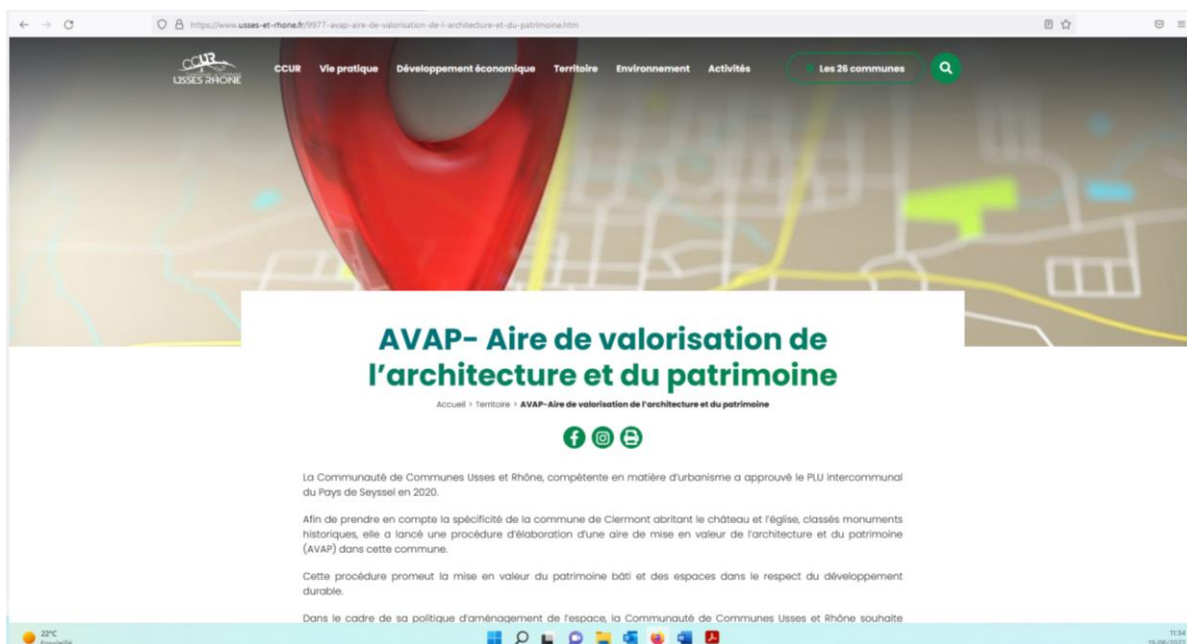 https://www.usses-et-rhone.fr/9977-avap-aire-de-valorisation-de-l-architecture-et-du-patrimoine.htm
CCUR
USSES RHONE
CCUR Vie pratique Développement économique Territoire Environnement Activités Les 26 communes
AVAP- Aire de valorisation de
l'architecture et du patrimoine
Accueil > Territoire > AVAP-Aire de valorisation de l'architecture et du patrimoine
La Communauté de Communes Usses et Rhône, compétente en matière d'urbanisme a approuvé le PLU intercommunal
du Pays de Seyssel en 2020.
Afin de prendre en compte la spécificité de la commune de Clermont abritant le château et l'église, classés monuments
historiques, elle a lancé une procédure d'élaboration d'une aire de mise en valeur de l'architecture et du patrimoine
(AVAP) dans cette commune.
Cette procédure promeut la mise en valeur du patrimoine bâti et des espaces dans le respect du développement
durable.
Dans le cadre de sa politique d'aménagement de l'espace, la Communauté de Communes Usses et Rhône souhaite
22°C
Ensoleillé
11:34